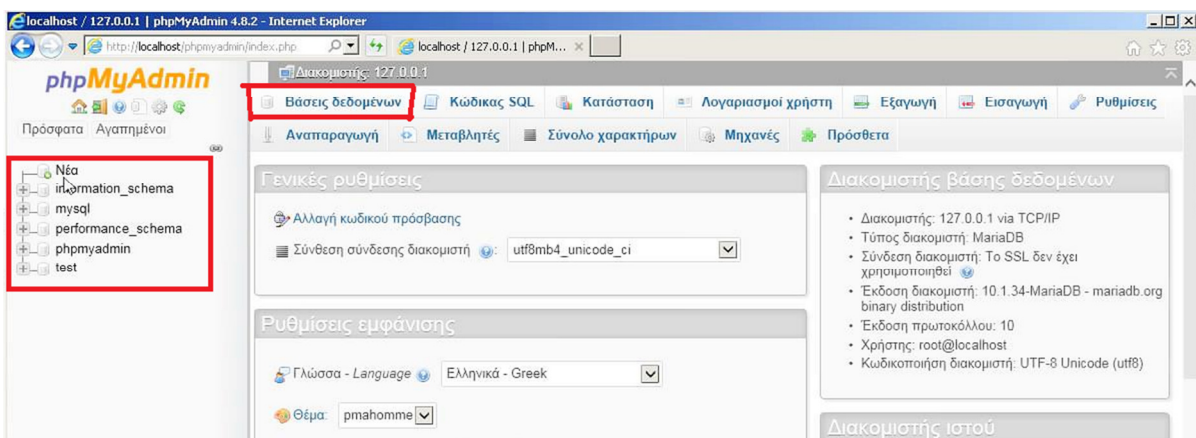 localhost / 127.0.0.1 | phpMyAdmin 4.8.2 - Internet Explorer
http://localhost/phpmyadmin/index.php
localhost / 127.0.0.1 | phpM...
phpMyAdmin
Πρόσφατα Αγαπημένοι
Νέα
information_schema
mysql
performance_schema
phpmyadmin
test
Διακομιστής: 127.0.0.1
Βάσεις δεδομένων Κώδικας SQL Κατάσταση Λογαριασμοί χρήστη Εξαγωγή Εισαγωγή Ρυθμίσεις
Αναπαραγωγή Μεταβλητές Σύνολο χαρακτήρων Μηχανές Πρόσθετα
Γενικές ρυθμίσεις
Αλλαγή κωδικού πρόσβασης
Σύνθεση σύνδεσης διακομιστή : utf8mb4_unicode_ci
Ρυθμίσεις εμφάνισης
Γλώσσα - Language Ελληνικά - Greek
Θέμα: pmahomme
Διακομιστής βάσης δεδομένων
• Διακομιστής: 127.0.0.1 via TCP/IP
• Τύπος διακομιστή: MariaDB
• Σύνδεση διακομιστή: Το SSL δεν έχει
χρησιμοποιηθεί
• Έκδοση διακομιστή: 10.1.34-MariaDB - mariadb.org
binary distribution
• Έκδοση πρωτοκόλλου: 10
• Χρήστης: root@localhost
• Κωδικοποίηση διακομιστή: UTF-8 Unicode (utf8)
Διακομιστής ιστού